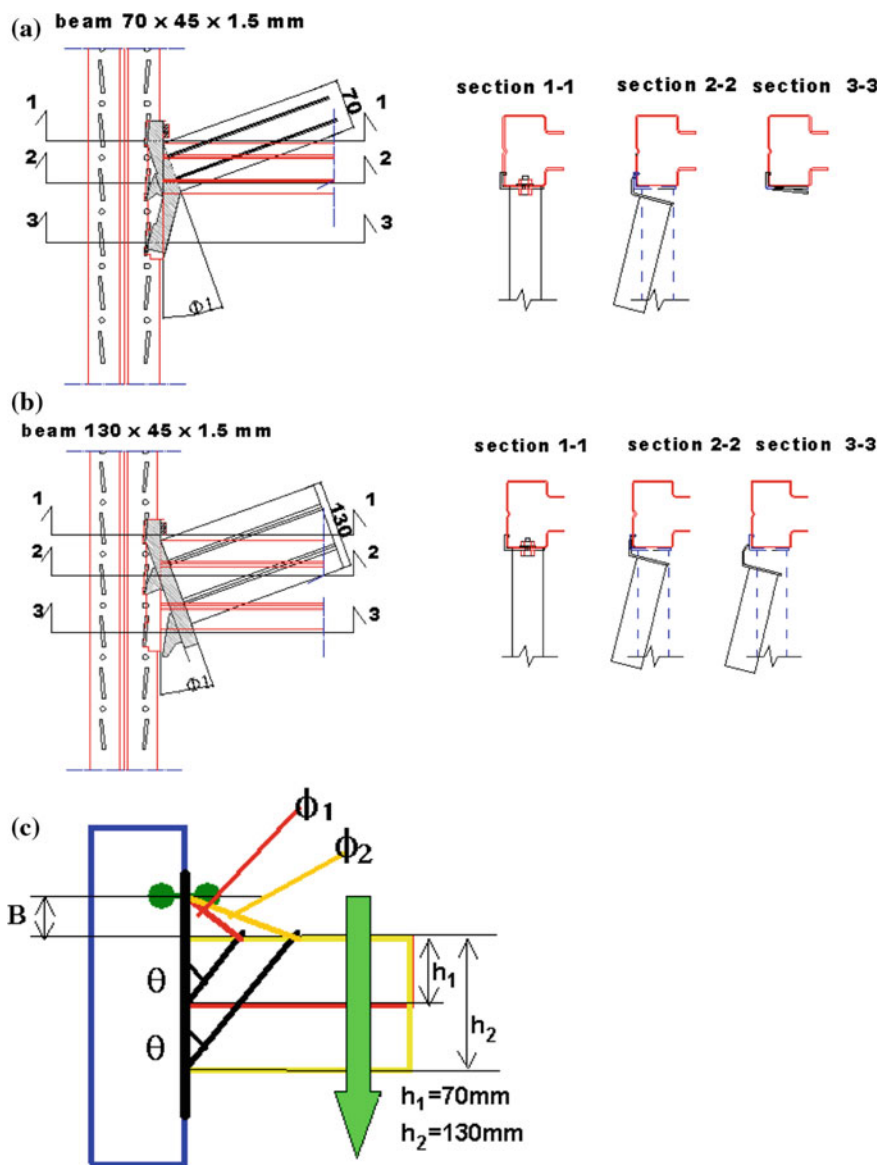 (a)
beam 70 x 45 x 1.5 mm
1 1
2 2
3 3
70
Φ1
section 1-1 section 2-2 section 3-3
(b)
beam 130 x 45 x 1.5 mm
1 1
2 2
3 3
130
Φ1
section 1-1 section 2-2 section 3-3
(c)
ϕ1
ϕ2
B
θ
θ
h1
h2
h1=70mm
h2=130mm